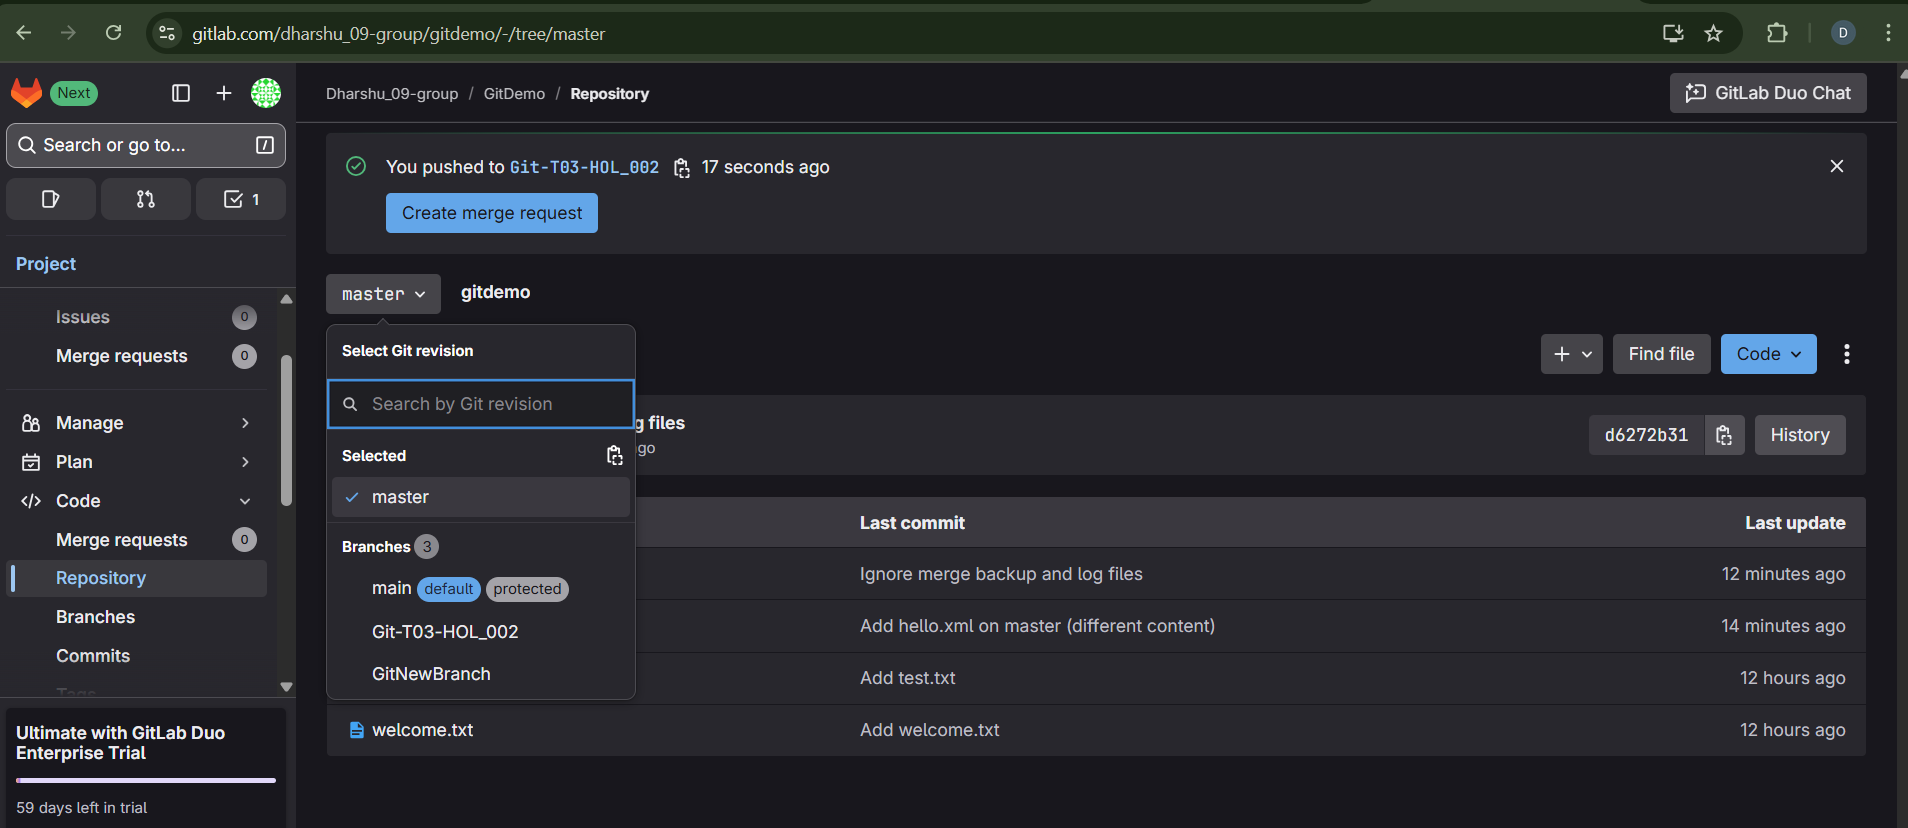 gitlab.com/dharshu_09-group/gitdemo/-/tree/master
D
Next
Search or go to...
/
1
Project
Issues 0
Merge requests 0
Manage
Plan
Code
Merge requests 0
Repository
Branches
Commits
Tags
Ultimate with GitLab Duo
Enterprise Trial
59 days left in trial
Dharshu_09-group / GitDemo / Repository
GitLab Duo Chat
You pushed to Git-T03-HOL_002 17 seconds ago
Create merge request
master gitdemo
Select Git revision
Search by Git revision
Selected
master
Branches 3
main default protected
Git-T03-HOL_002
GitNewBranch
Find file
Code
g files
go
d6272b31
History
Last commit Last update
Ignore merge backup and log files 12 minutes ago
Add hello.xml on master (different content) 14 minutes ago
Add test.txt 12 hours ago
welcome.txt Add welcome.txt 12 hours ago